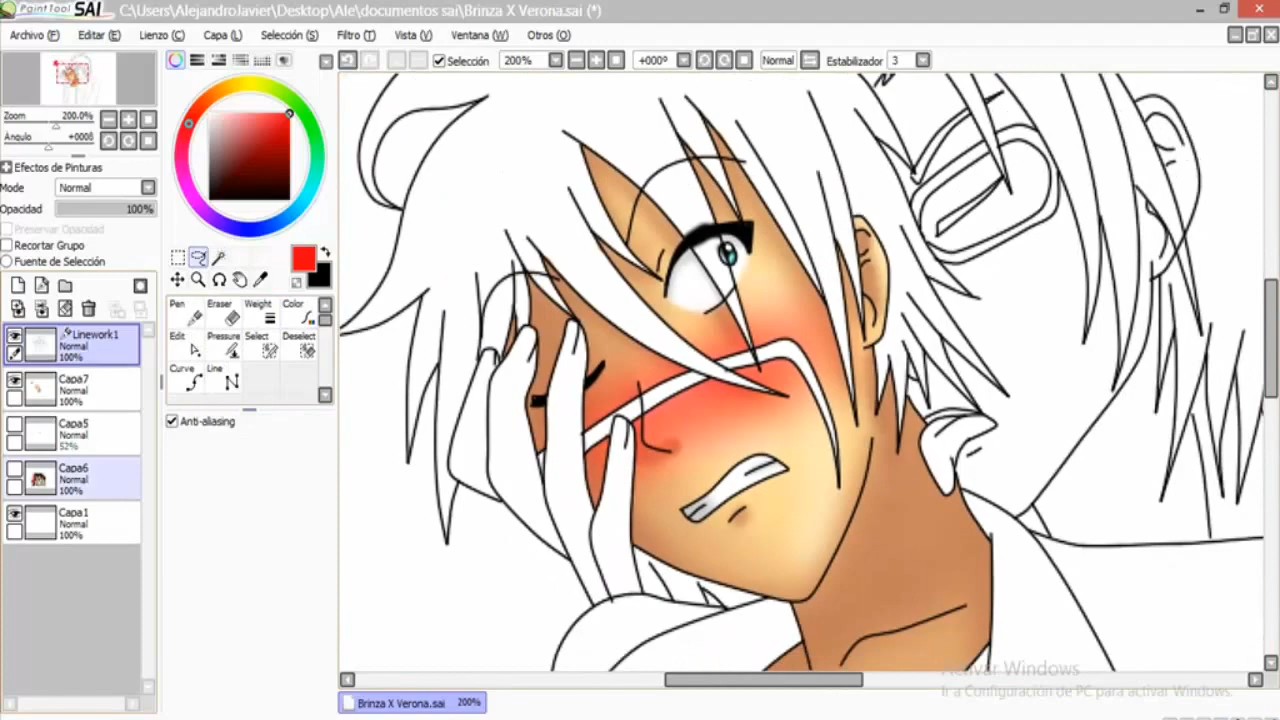 PaintTool SAI C:\Users\AlejandroJavier\Desktop\Ale\documentos sai\Brinza X Verona.sai (*)
Archivo (F) Editar (E) Lienzo (C) Capa (L) Selección (S) Filtro (T) Vista (V) Ventana (W) Otros (O)
Selección 200% +000º Normal Estabilizador 3
Zoom 200.0%
Angulo +000ß
Efectos de Pinturas
Mode Normal
Opacidad 100%
Preservar Opacidad
Recortar Grupo
Fuente de Selección
Linework1
Normal
100%
Capa7
Normal
100%
Capa5
Normal
52%
Capa6
Normal
100%
Capa1
Normal
100%
Pen Eraser Weight Color
Edit Pressure Select Deselect
Curve Line
Anti-aliasing
Activar Windows
Ir a Configuración de PC para activar Windows.
Brinza X Verona.sai 200%